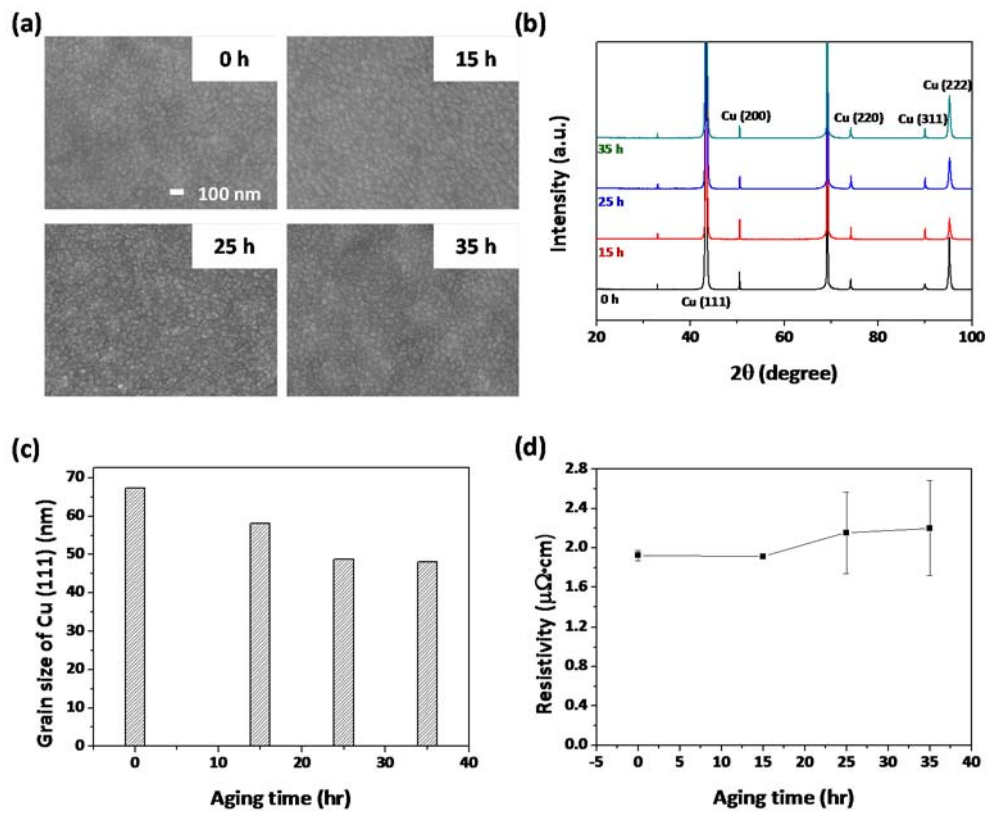 (a)
0 h
15 h
100 nm
25 h
35 h
(b)
Intensity (a.u.)
Cu (222)
Cu (200)
Cu (220)
Cu (311)
35 h
25 h
15 h
0 h
Cu (111)
20
40
60
80
100
2θ (degree)
(c)
Grain size of Cu (111) (nm)
70
60
50
40
30
20
10
0
0
10
20
30
40
Aging time (hr)
(d)
Resistivity (μΩ•cm)
2.8
2.4
2.0
1.6
1.2
0.8
0.4
0.0
-5
0
5
10
15
20
25
30
35
40
Aging time (hr)